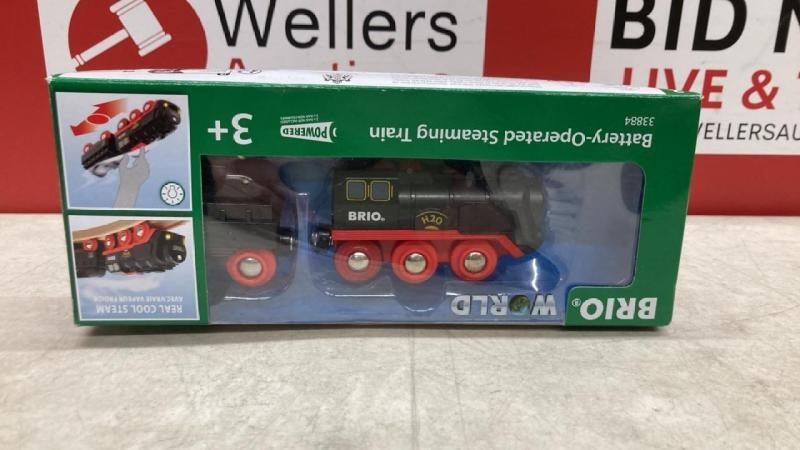 Wellers
Auctions
BID N
LIVE &
WELLERSAU
BRIO®
WORLD
Battery-Operated Steaming Train
33884
POWERED
3+
BRIO®
H2O
REAL COOL STEAM
AVEC VRAIE VAPEUR FROIDE